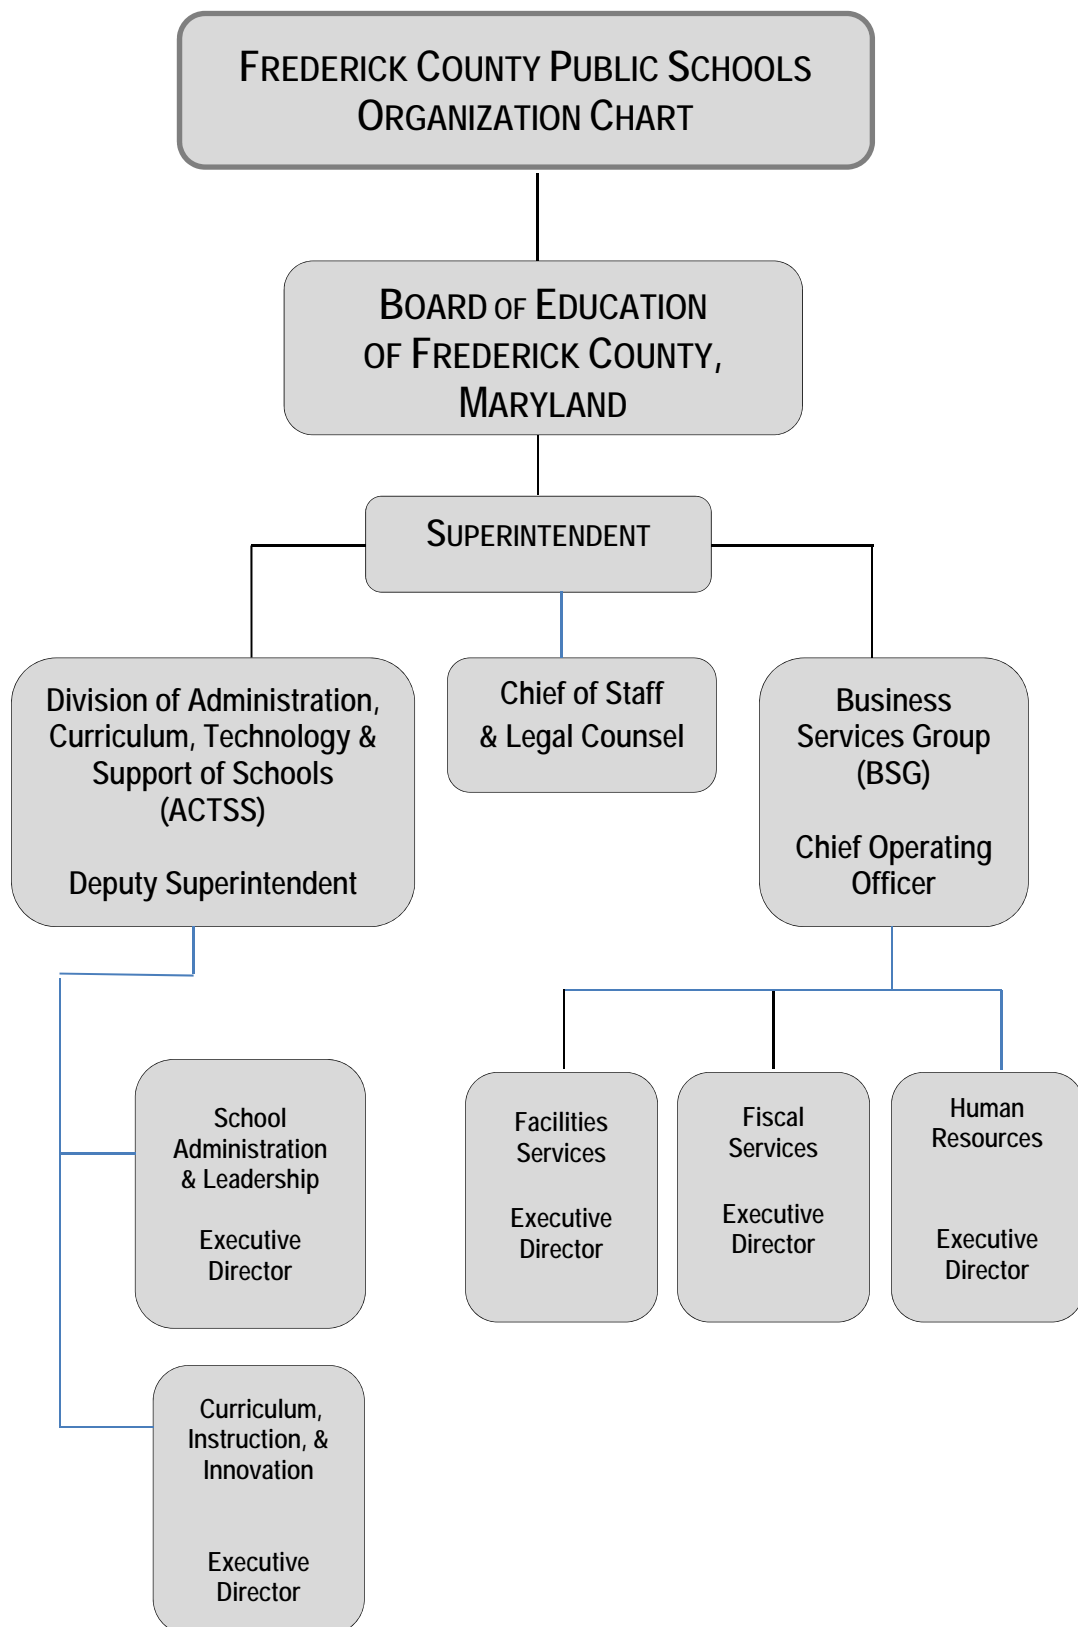 FREDERICK COUNTY PUBLIC SCHOOLS
ORGANIZATION CHART
BOARD OF EDUCATION
OF FREDERICK COUNTY,
MARYLAND
SUPERINTENDENT
Division of Administration,
Curriculum, Technology &
Support of Schools
(ACTSS)
Deputy Superintendent
Chief of Staff
& Legal Counsel
Business
Services Group
(BSG)
Chief Operating
Officer
School
Administration
& Leadership
Executive
Director
Curriculum,
Instruction, &
Innovation
Executive
Director
Facilities
Services
Executive
Director
Fiscal
Services
Executive
Director
Human
Resources
Executive
Director